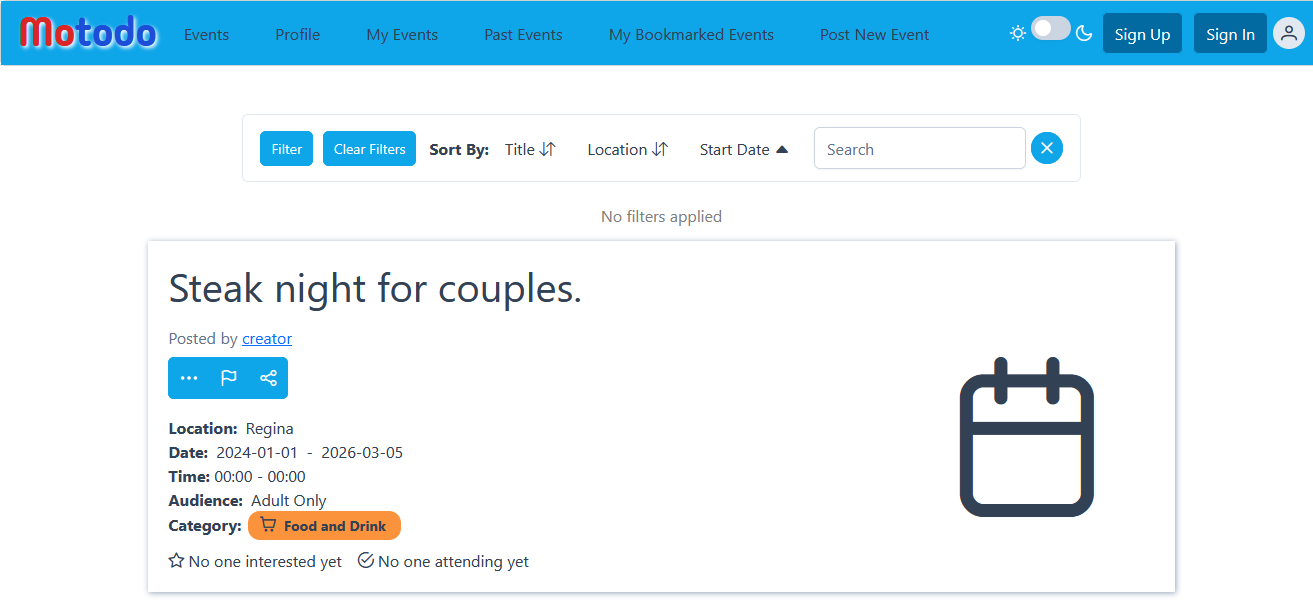 Motodo Events Profile My Events Past Events My Bookmarked Events Post New Event Sign Up Sign In
Filter Clear Filters Sort By: Title Location Start Date Search
No filters applied
Steak night for couples.
Posted by creator
Location: Regina
Date: 2024-01-01 - 2026-03-05
Time: 00:00 - 00:00
Audience: Adult Only
Category: Food and Drink
No one interested yet No one attending yet